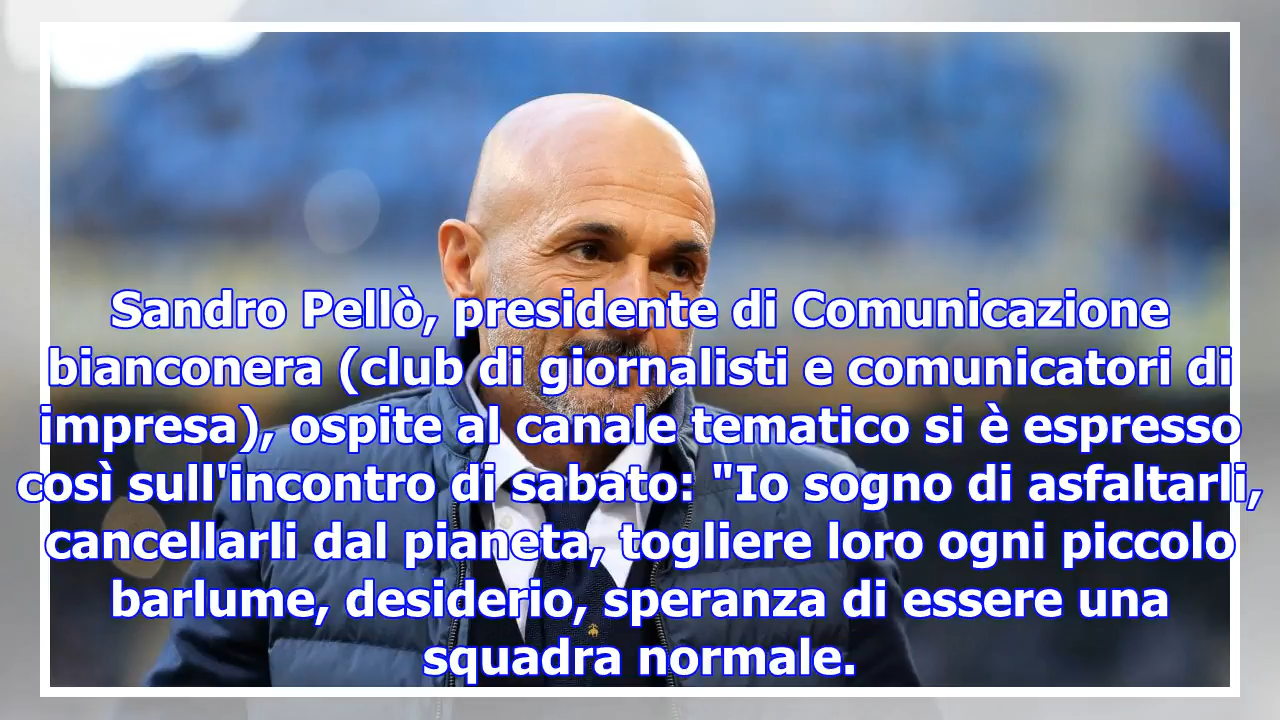 Sandro Pellò, presidente di Comunicazione
bianconera (club di giornalisti e comunicatori di
impresa), ospite al canale tematico si è espresso
così sull'incontro di sabato: "Io sogno di asfaltarli,
cancellarli dal pianeta, togliere loro ogni piccolo
barlume, desiderio, speranza di essere una
squadra normale.